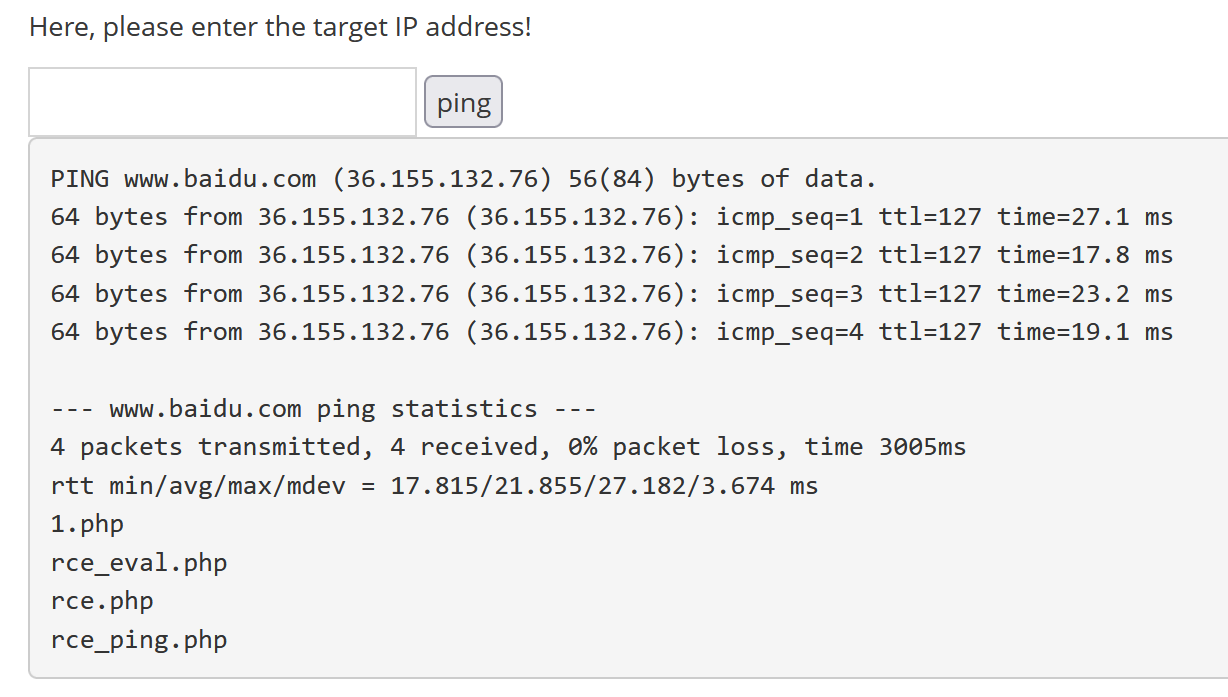 Here, please enter the target IP address!
ping
PING www.baidu.com (36.155.132.76) 56(84) bytes of data.
64 bytes from 36.155.132.76 (36.155.132.76): icmp_seq=1 ttl=127 time=27.1 ms
64 bytes from 36.155.132.76 (36.155.132.76): icmp_seq=2 ttl=127 time=17.8 ms
64 bytes from 36.155.132.76 (36.155.132.76): icmp_seq=3 ttl=127 time=23.2 ms
64 bytes from 36.155.132.76 (36.155.132.76): icmp_seq=4 ttl=127 time=19.1 ms
--- www.baidu.com ping statistics ---
4 packets transmitted, 4 received, 0% packet loss, time 3005ms
rtt min/avg/max/mdev = 17.815/21.855/27.182/3.674 ms
1.php
rce_eval.php
rce.php
rce_ping.php